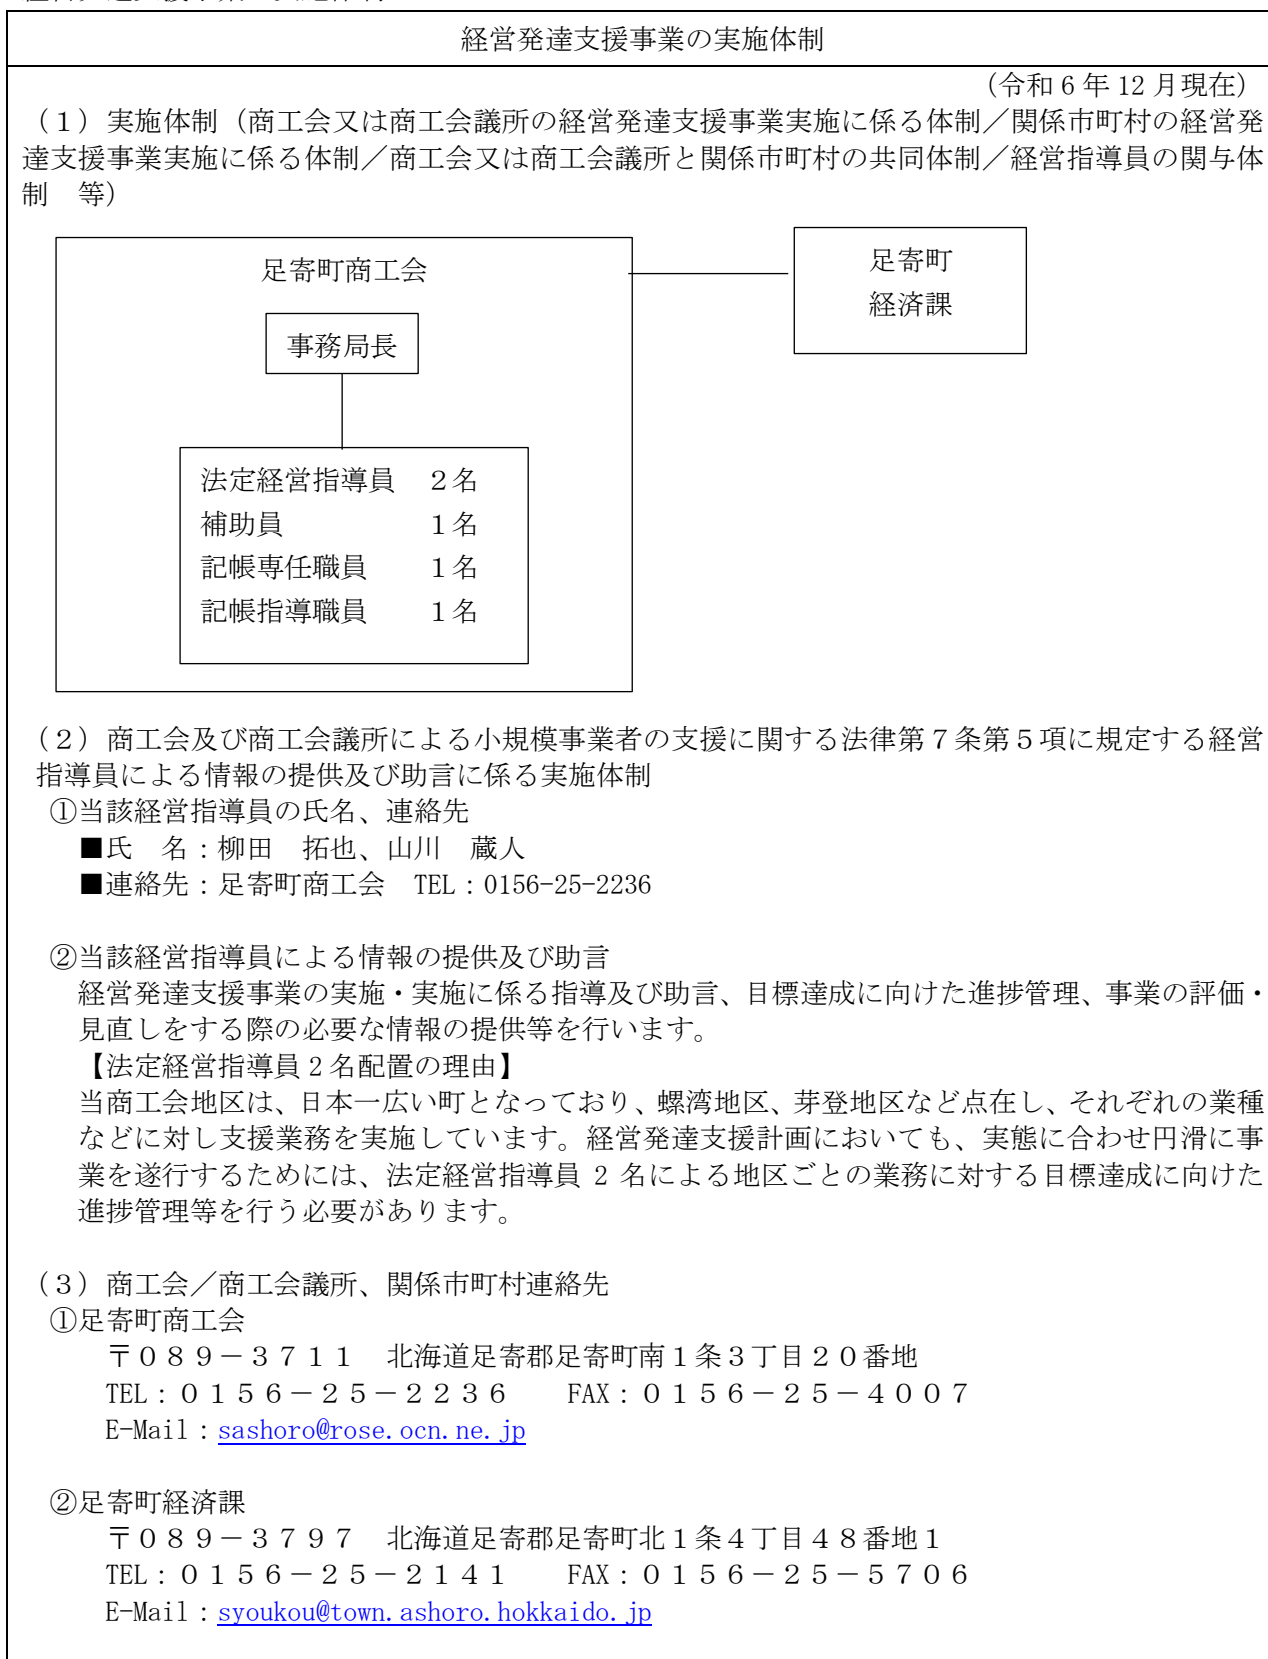 経営発達支援事業の実施体制
（令和 6 年 12 月現在）
（１）実施体制（商工会又は商工会議所の経営発達支援事業実施に係る体制／関係市町村の経営発
達支援事業実施に係る体制／商工会又は商工会議所と関係市町村の共同体制／経営指導員の関与体
制　等）
足寄町商工会
足寄町
経済課
事務局長
法定経営指導員　２名
補助員　１名
記帳専任職員　１名
記帳指導職員　１名
（２）商工会及び商工会議所による小規模事業者の支援に関する法律第７条第５項に規定する経営
指導員による情報の提供及び助言に係る実施体制
①当該経営指導員の氏名、連絡先
■氏　名：柳田　拓也、山川　蔵人
■連絡先：足寄町商工会　TEL：0156-25-2236
②当該経営指導員による情報の提供及び助言
経営発達支援事業の実施・実施に係る指導及び助言、目標達成に向けた進捗管理、事業の評価・
見直しをする際の必要な情報の提供等を行います。
【法定経営指導員 2 名配置の理由】
当商工会地区は、日本一広い町となっており、螺湾地区、芽登地区など点在し、それぞれの業種
などに対し支援業務を実施しています。経営発達支援計画においても、実態に合わせ円滑に事
業を遂行するためには、法定経営指導員 2 名による地区ごとの業務に対する目標達成に向けた
進捗管理等を行う必要があります。
（３）商工会／商工会議所、関係市町村連絡先
①足寄町商工会
〒０８９－３７１１　北海道足寄郡足寄町南１条３丁目２０番地
TEL：０１５６－２５－２２３６　FAX：０１５６－２５－４００７
E-Mail：sashoro@rose.ocn.ne.jp
②足寄町経済課
〒０８９－３７９７　北海道足寄郡足寄町北１条４丁目４８番地１
TEL：０１５６－２５－２１４１　FAX：０１５６－２５－５７０６
E-Mail：syoukou@town.ashoro.hokkaido.jp